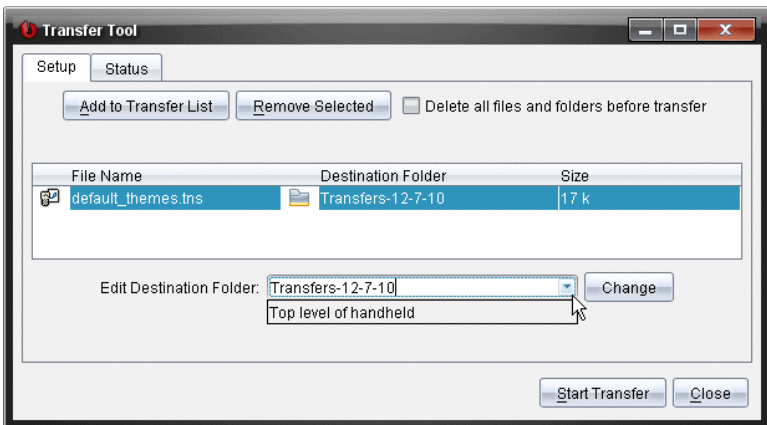 Transfer Tool
Setup Status
Add to Transfer List Remove Selected Delete all files and folders before transfer
File Name Destination Folder Size
default_themes.tns Transfers-12-7-10 17 k
Edit Destination Folder: Transfers-12-7-10 Change
Top level of handheld
Start Transfer Close